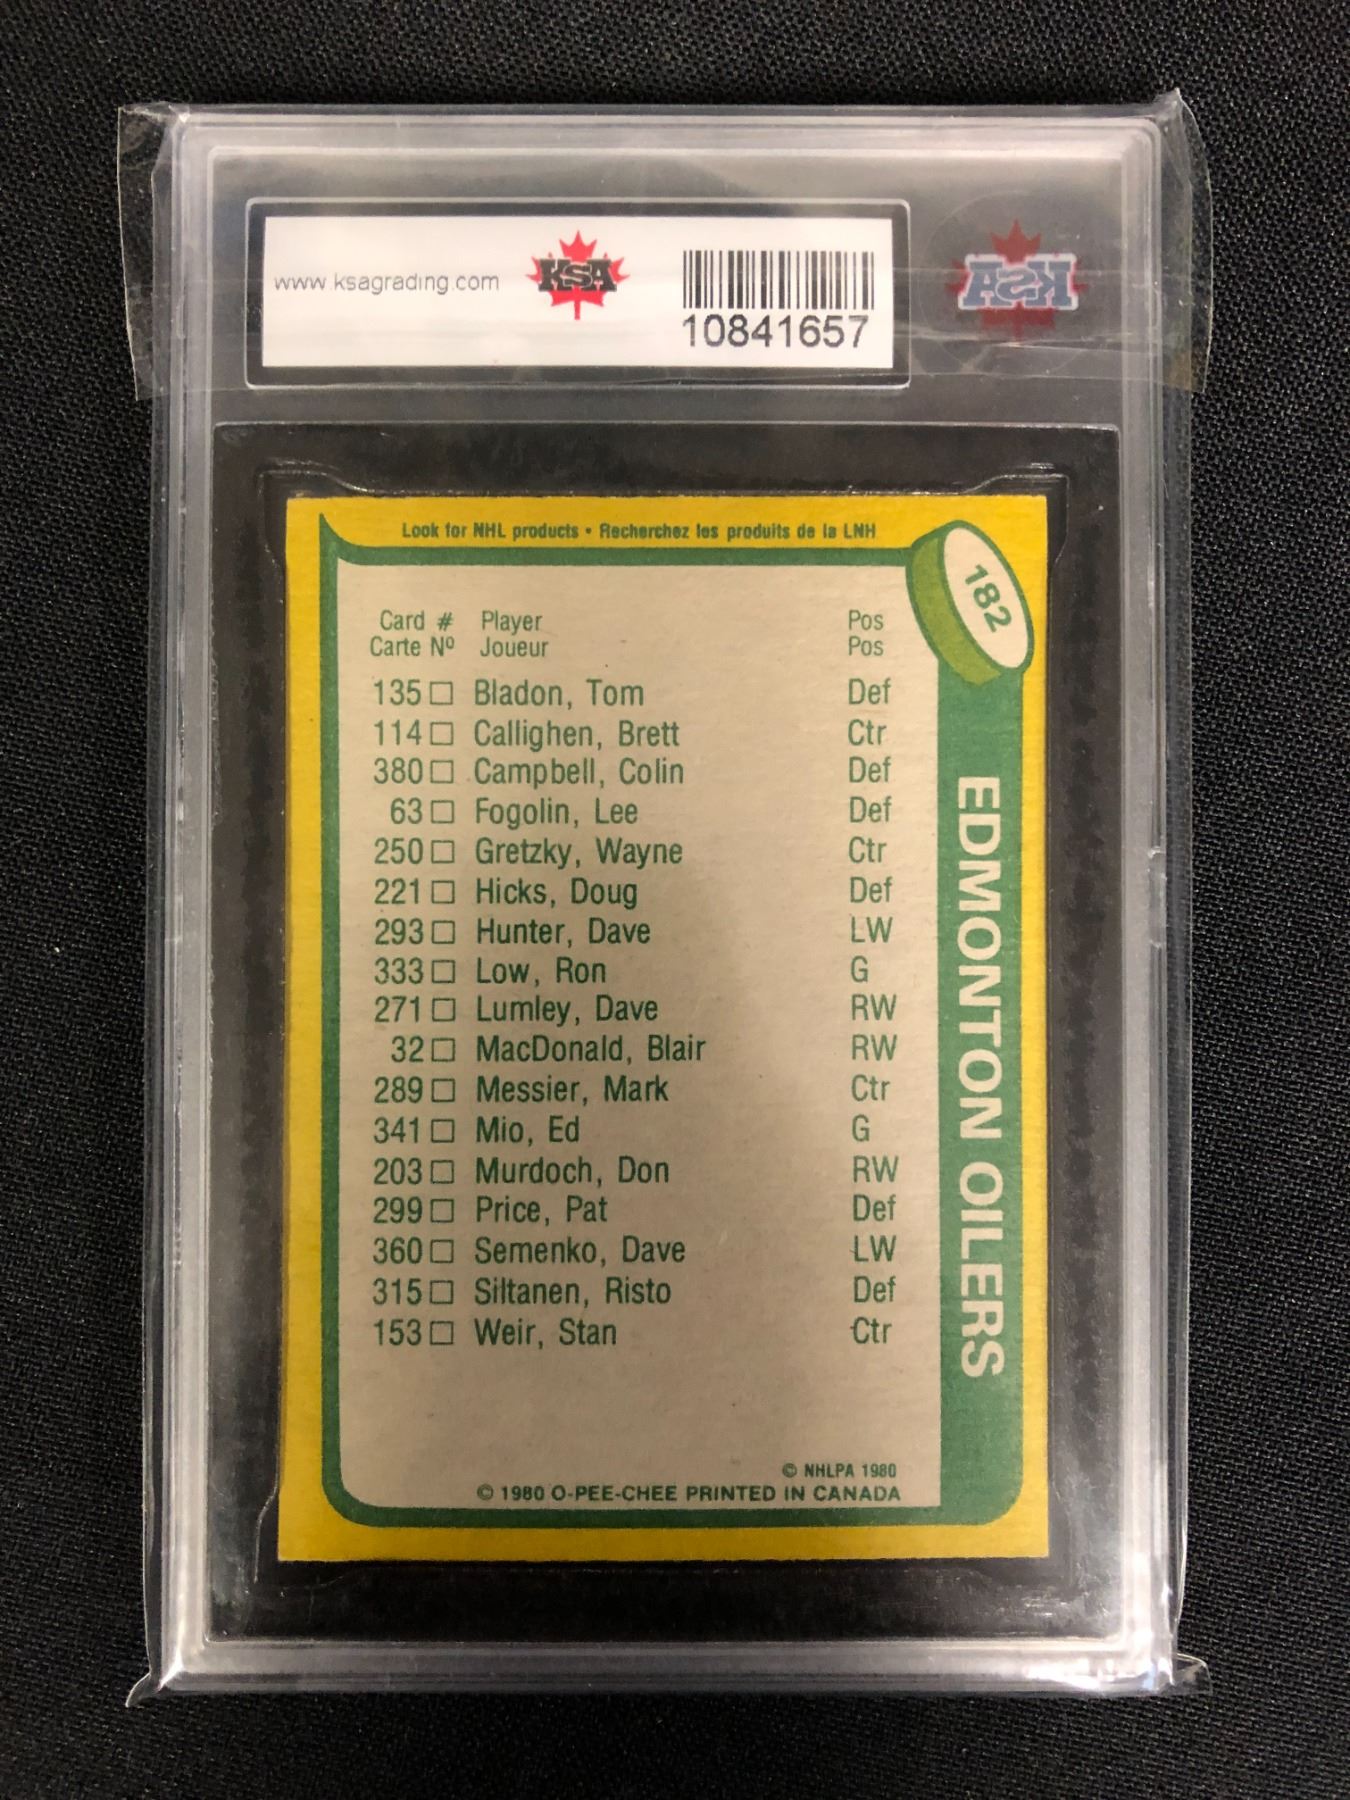 www.ksagrading.com
KSA
10841657
KSA
Look for NHL products • Recherchez les produits de la LNH
182
Card # Player Pos
Carte Nº Joueur Pos
135 □ Bladon, Tom Def
114 □ Callighen, Brett Ctr
380 □ Campbell, Colin Def
63 □ Fogolin, Lee Def
250 □ Gretzky, Wayne Ctr
221 □ Hicks, Doug Def
293 □ Hunter, Dave LW
333 □ Low, Ron G
271 □ Lumley, Dave RW
32 □ MacDonald, Blair RW
289 □ Messier, Mark Ctr
341 □ Mio, Ed G
203 □ Murdoch, Don RW
299 □ Price, Pat Def
360 □ Semenko, Dave LW
315 □ Siltanen, Risto Def
153 □ Weir, Stan Ctr
EDMONTON OILERS
© NHLPA 1980
© 1980 O-PEE-CHEE PRINTED IN CANADA